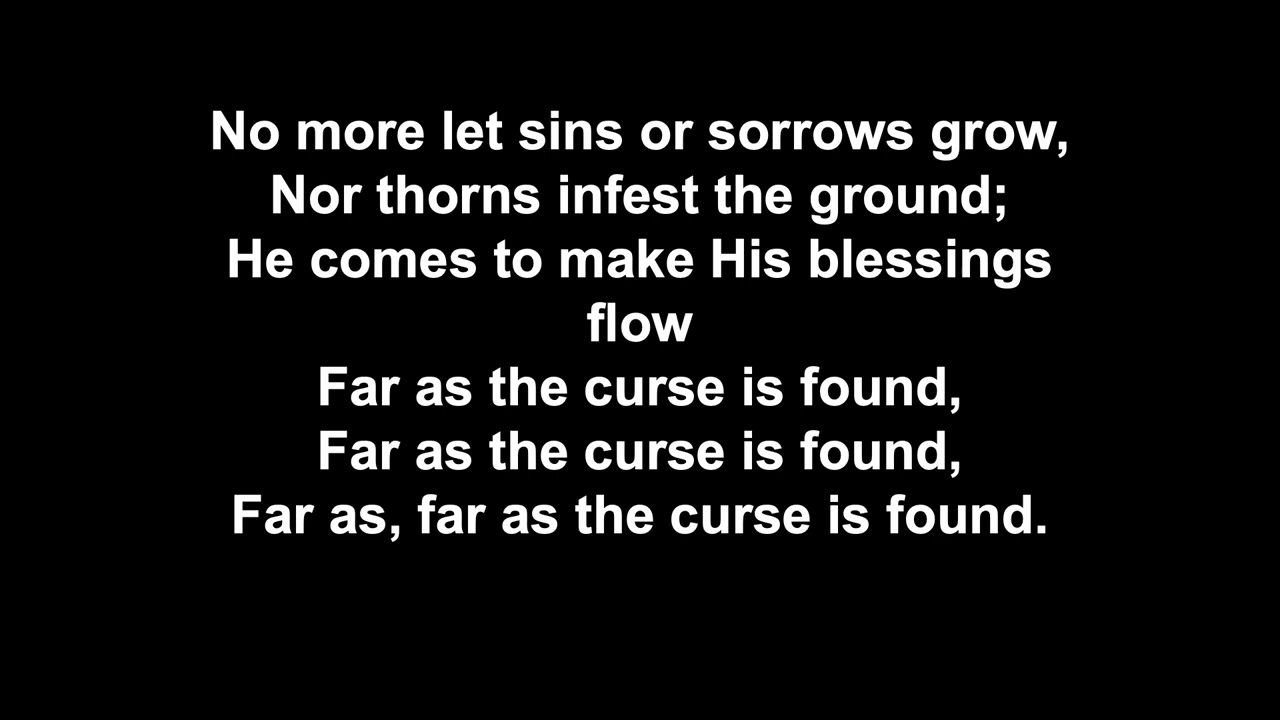 No more let sins or sorrows grow,
Nor thorns infest the ground;
He comes to make His blessings
flow
Far as the curse is found,
Far as the curse is found,
Far as, far as the curse is found.